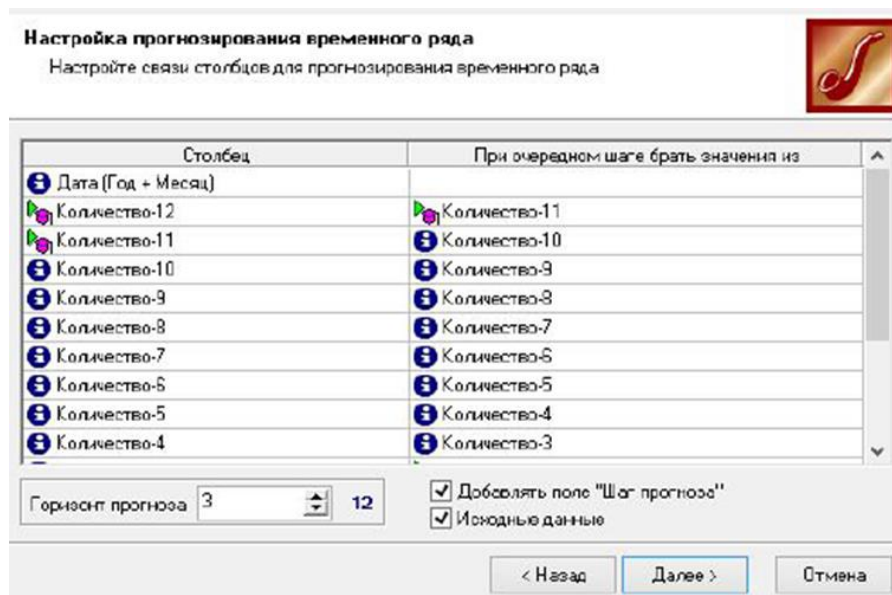 Настройка прогнозирования временного ряда
Настройте связи столбцов для прогнозирования временного ряда
Столбец При очередном шаге брать значения из
Дата (Год + Месяц)
Количество-12 Количество-11
Количество-11 Количество-10
Количество-10 Количество-9
Количество-9 Количество-8
Количество-8 Количество-7
Количество-7 Количество-6
Количество-6 Количество-5
Количество-5 Количество-4
Количество-4 Количество-3
Горизонт прогноза 3 12
Добавлять поле "Шаг прогноза"
Исходные данные
< Назад Далее > Отмена